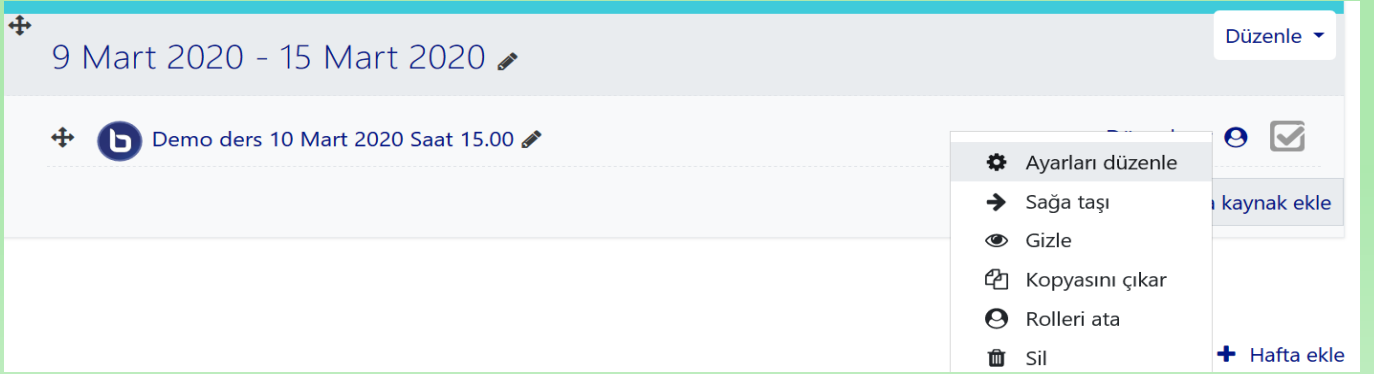 Düzenle
9 Mart 2020 - 15 Mart 2020
Demo ders 10 Mart 2020 Saat 15.00
Ayarları düzenle
Sağa taşı
kaynak ekle
Gizle
Kopyasını çıkar
Rolleri ata
Sil
Hafta ekle